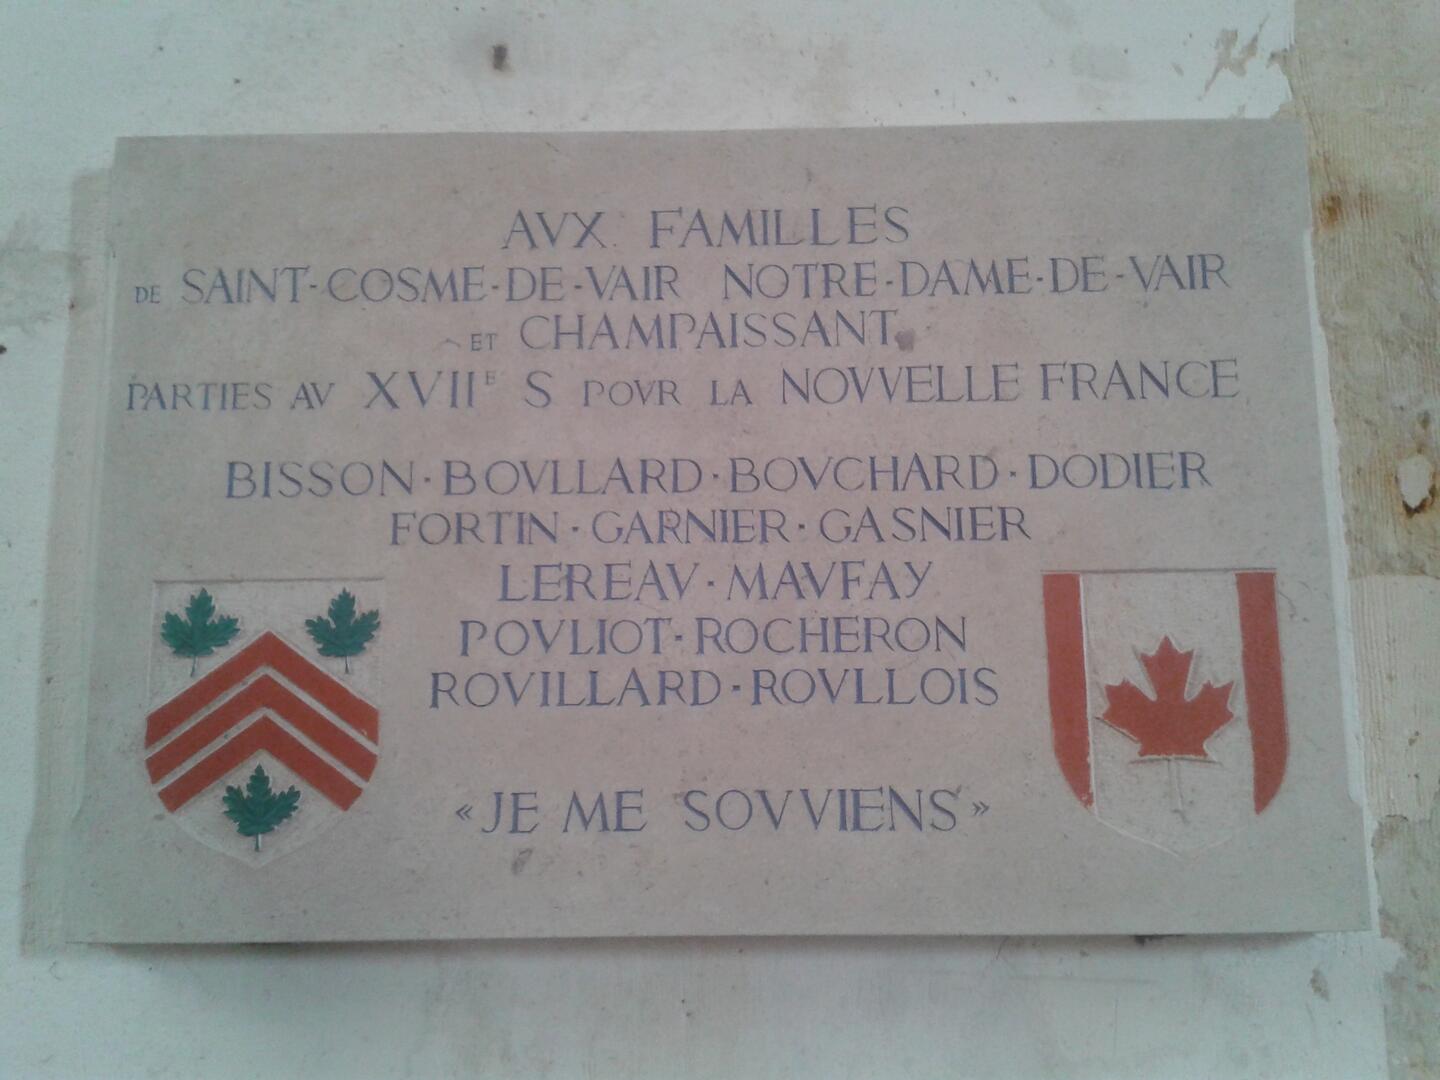 AVX FAMILLES
DE SAINT-COSME-DE-VAIR NOTRE-DAME-DE-VAIR
ET CHAMPAISSANT
PARTIES AV XVIIE S POVR LA NOVVELLE FRANCE
BISSON · BOVLLARD · BOVCHARD · DODIER
FORTIN · GARNIER · GASNIER
LEREAV · MAVFAY
POVLIOT · ROCHERON
ROVILLARD · ROVLLOIS
« JE ME SOVVIENS »